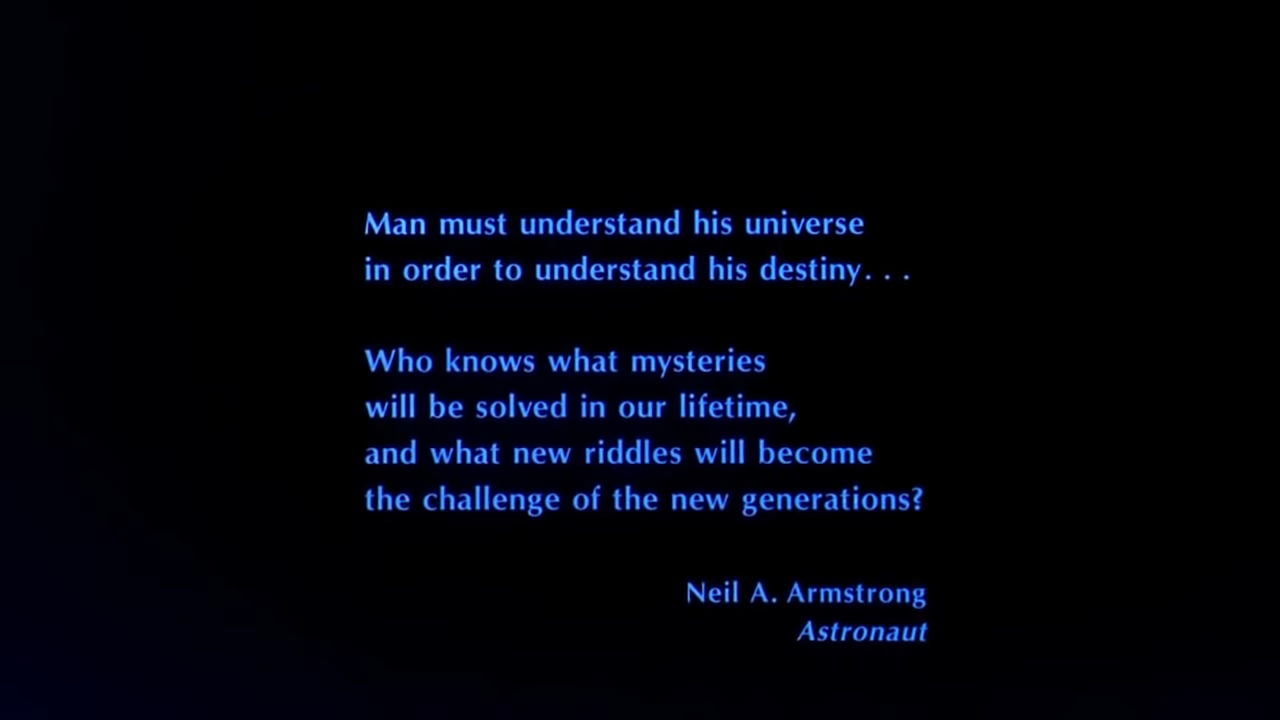 Man must understand his universe
in order to understand his destiny. . .
Who knows what mysteries
will be solved in our lifetime,
and what new riddles will become
the challenge of the new generations?
Neil A. Armstrong
Astronaut